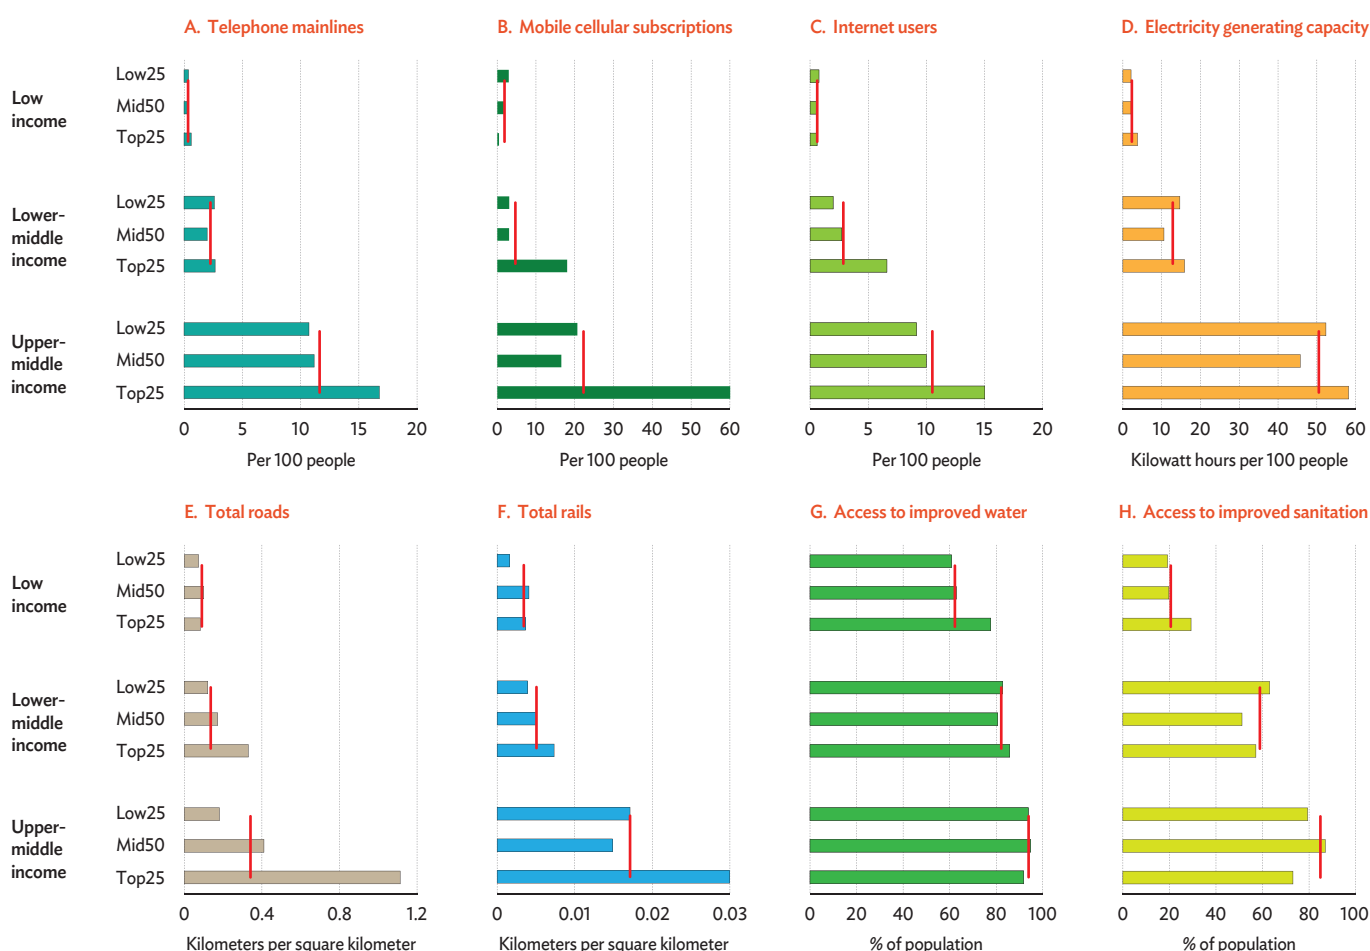 A. Telephone mainlines
B. Mobile cellular subscriptions
C. Internet users
D. Electricity generating capacity
Low
income
Low25
Mid50
Top25
Lower-
middle
income
Low25
Mid50
Top25
Upper-
middle
income
Low25
Mid50
Top25
0 5 10 15 20
0 10 20 30 40 50 60
0 5 10 15 20
0 10 20 30 40 50 60
Per 100 people
Per 100 people
Per 100 people
Kilowatt hours per 100 people
E. Total roads
F. Total rails
G. Access to improved water
H. Access to improved sanitation
Low
income
Low25
Mid50
Top25
Lower-
middle
income
Low25
Mid50
Top25
Upper-
middle
income
Low25
Mid50
Top25
0 0.4 0.8 1.2
0 0.01 0.02 0.03
0 20 40 60 80 100
0 20 40 60 80 100
Kilometers per square kilometer
Kilometers per square kilometer
% of population
% of population